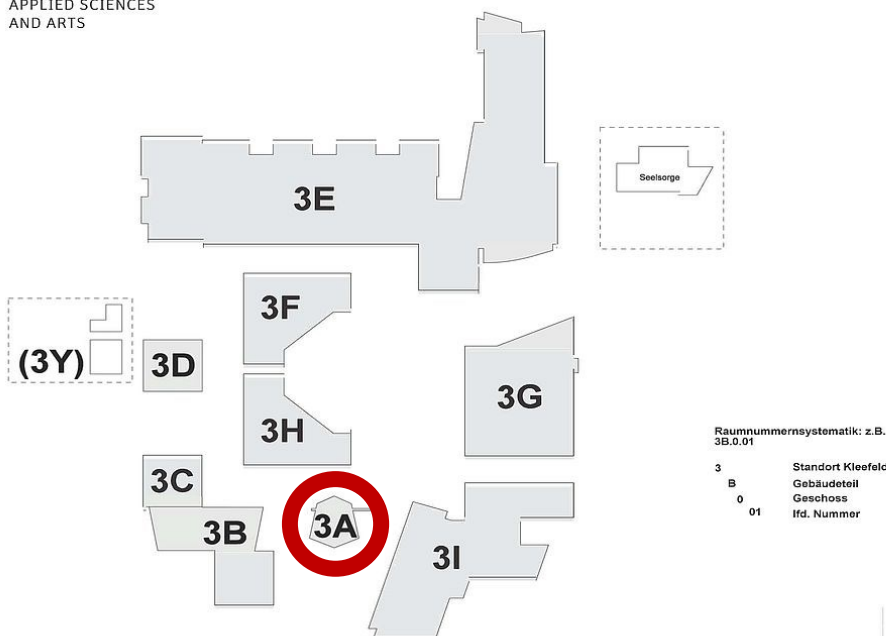 APPLIED SCIENCES
AND ARTS
3E
Seelsorge
3F
(3Y)
3D
3G
3H
3C
3B
3A
3I
Raumnummernsystematik: z.B.
3B.0.01
3 Standort Kleefeld
B Gebäudeteil
0 Geschoss
01 lfd. Nummer